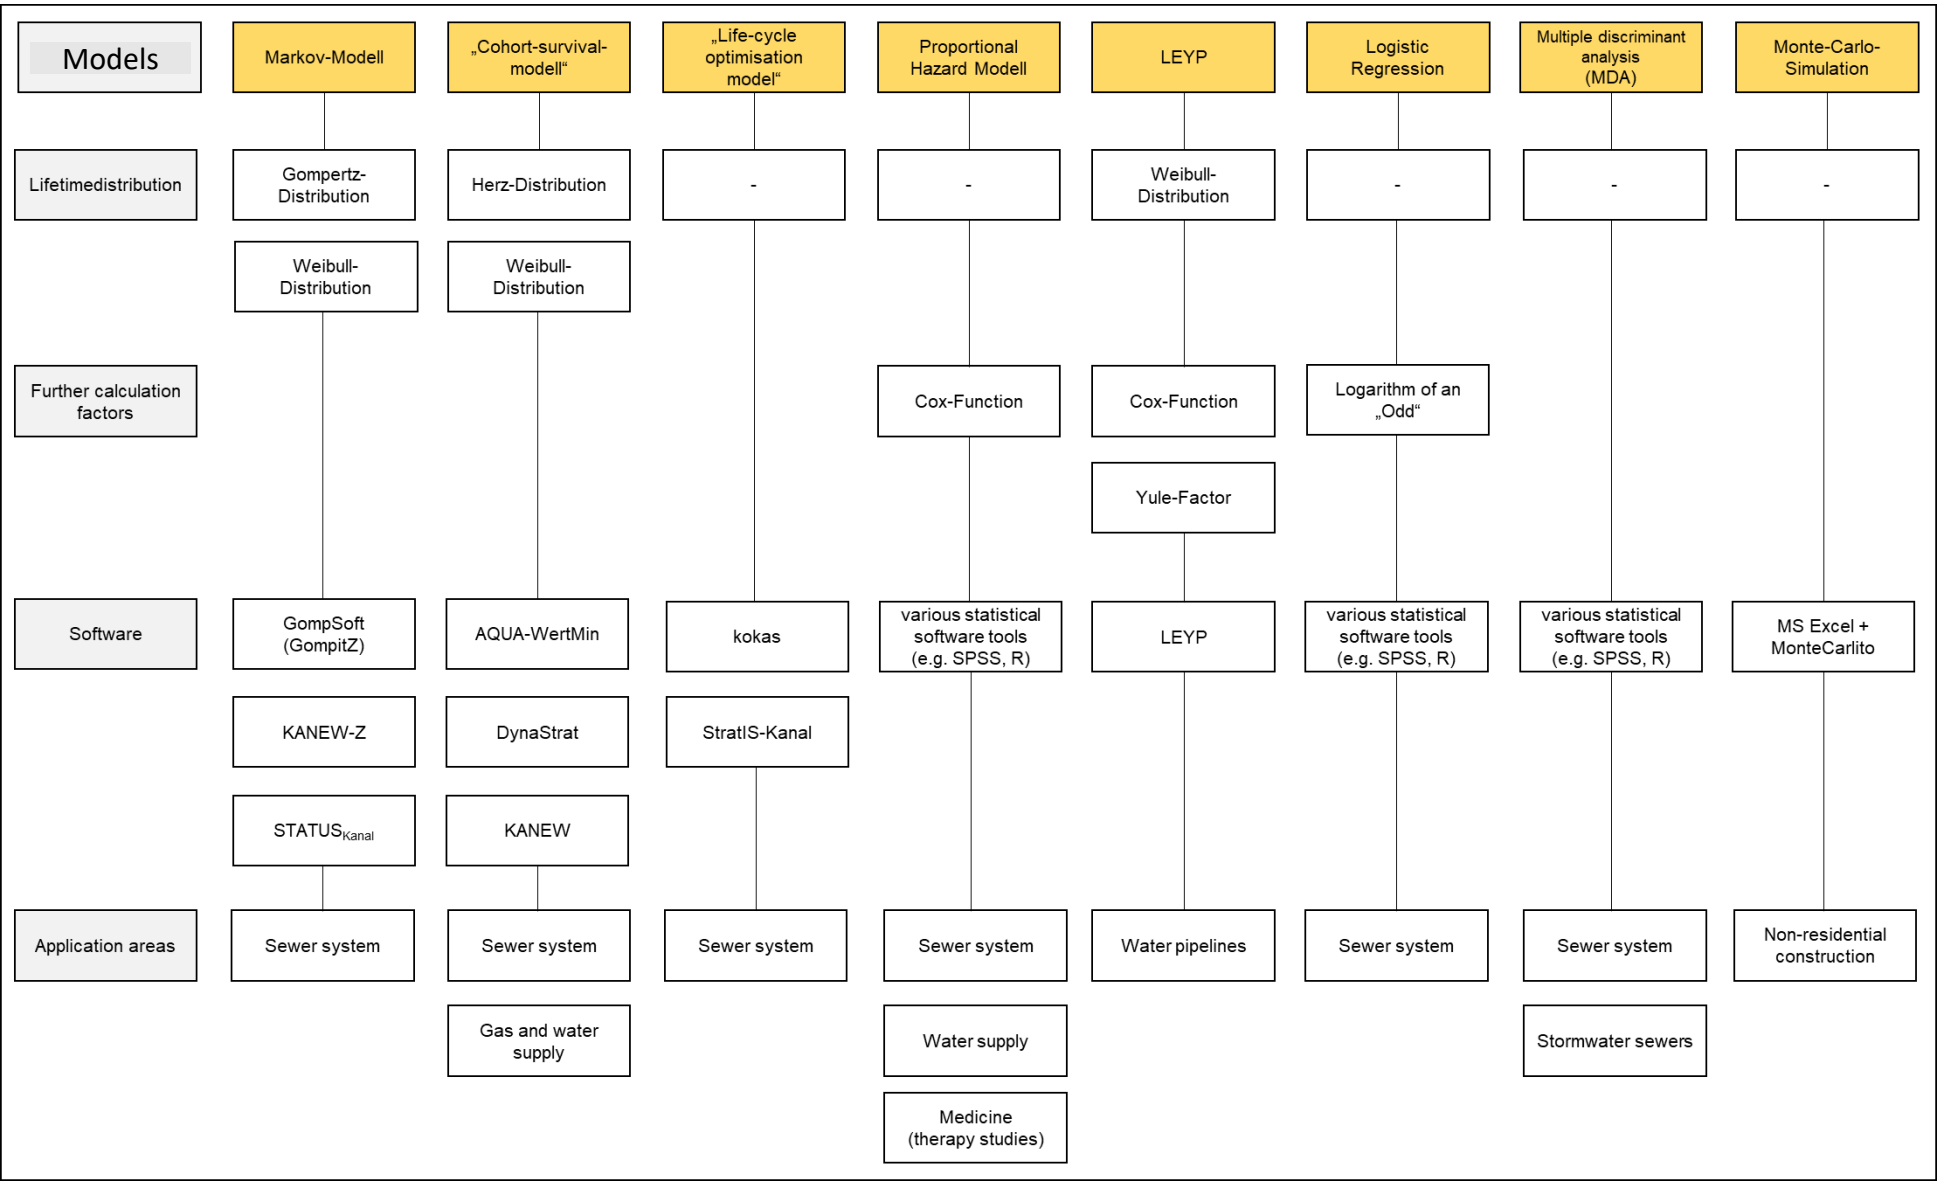 Models
Markov-Modell
„Cohort-survival-
modell“
„Life-cycle
optimisation
model“
Proportional
Hazard Modell
LEYP
Logistic
Regression
Multiple discriminant
analysis
(MDA)
Monte-Carlo-
Simulation
Lifetimedistribution
Gompertz-
Distribution
Herz-Distribution
-
-
Weibull-
Distribution
-
-
-
Weibull-
Distribution
Weibull-
Distribution
Further calculation
factors
Cox-Function
Cox-Function
Logarithm of an
„Odd“
Yule-Factor
Software
GompSoft
(GompitZ)
AQUA-WertMin
kokas
various statistical
software tools
(e.g. SPSS, R)
LEYP
various statistical
software tools
(e.g. SPSS, R)
various statistical
software tools
(e.g. SPSS, R)
MS Excel +
MonteCarlito
KANEW-Z
DynaStrat
StratIS-Kanal
STATUSKanal
KANEW
Application areas
Sewer system
Sewer system
Sewer system
Sewer system
Water pipelines
Sewer system
Sewer system
Non-residential
construction
Gas and water
supply
Water supply
Stormwater sewers
Medicine
(therapy studies)